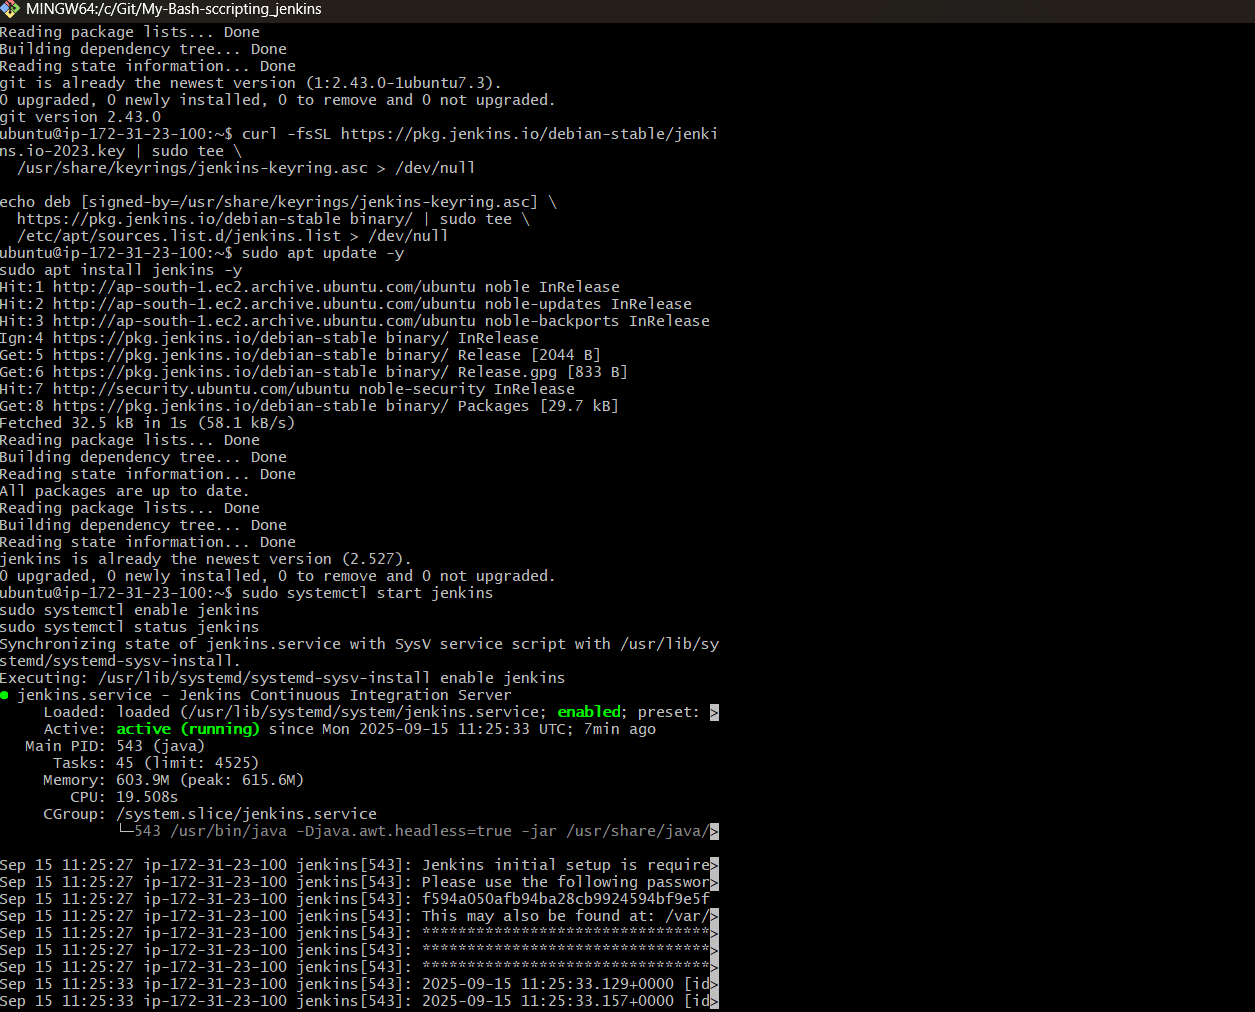 MINGW64:/c/Git/My-Bash-sccripting_jenkins
Reading package lists... Done
Building dependency tree... Done
Reading state information... Done
git is already the newest version (1:2.43.0-1ubuntu7.3).
0 upgraded, 0 newly installed, 0 to remove and 0 not upgraded.
git version 2.43.0
ubuntu@ip-172-31-23-100:~$ curl -fsSL https://pkg.jenkins.io/debian-stable/jenki
ns.io-2023.key | sudo tee \
  /usr/share/keyrings/jenkins-keyring.asc > /dev/null

echo deb [signed-by=/usr/share/keyrings/jenkins-keyring.asc] \
  https://pkg.jenkins.io/debian-stable binary/ | sudo tee \
  /etc/apt/sources.list.d/jenkins.list > /dev/null
ubuntu@ip-172-31-23-100:~$ sudo apt update -y
sudo apt install jenkins -y
Hit:1 http://ap-south-1.ec2.archive.ubuntu.com/ubuntu noble InRelease
Hit:2 http://ap-south-1.ec2.archive.ubuntu.com/ubuntu noble-updates InRelease
Hit:3 http://ap-south-1.ec2.archive.ubuntu.com/ubuntu noble-backports InRelease
Ign:4 https://pkg.jenkins.io/debian-stable binary/ InRelease
Get:5 https://pkg.jenkins.io/debian-stable binary/ Release [2044 B]
Get:6 https://pkg.jenkins.io/debian-stable binary/ Release.gpg [833 B]
Hit:7 http://security.ubuntu.com/ubuntu noble-security InRelease
Get:8 https://pkg.jenkins.io/debian-stable binary/ Packages [29.7 kB]
Fetched 32.5 kB in 1s (58.1 kB/s)
Reading package lists... Done
Building dependency tree... Done
Reading state information... Done
All packages are up to date.
Reading package lists... Done
Building dependency tree... Done
Reading state information... Done
jenkins is already the newest version (2.527).
0 upgraded, 0 newly installed, 0 to remove and 0 not upgraded.
ubuntu@ip-172-31-23-100:~$ sudo systemctl start jenkins
sudo systemctl enable jenkins
sudo systemctl status jenkins
Synchronizing state of jenkins.service with SysV service script with /usr/lib/sy
stemd/systemd-sysv-install.
Executing: /usr/lib/systemd/systemd-sysv-install enable jenkins
● jenkins.service - Jenkins Continuous Integration Server
     Loaded: loaded (/usr/lib/systemd/system/jenkins.service; enabled; preset: >
     Active: active (running) since Mon 2025-09-15 11:25:33 UTC; 7min ago
   Main PID: 543 (java)
      Tasks: 45 (limit: 4525)
     Memory: 603.9M (peak: 615.6M)
        CPU: 19.508s
     CGroup: /system.slice/jenkins.service
             └─543 /usr/bin/java -Djava.awt.headless=true -jar /usr/share/java/>

Sep 15 11:25:27 ip-172-31-23-100 jenkins[543]: Jenkins initial setup is require>
Sep 15 11:25:27 ip-172-31-23-100 jenkins[543]: Please use the following passwor>
Sep 15 11:25:27 ip-172-31-23-100 jenkins[543]: f594a050afb94ba28cb9924594bf9e5f
Sep 15 11:25:27 ip-172-31-23-100 jenkins[543]: This may also be found at: /var/>
Sep 15 11:25:27 ip-172-31-23-100 jenkins[543]: ********************************>
Sep 15 11:25:27 ip-172-31-23-100 jenkins[543]: ********************************>
Sep 15 11:25:27 ip-172-31-23-100 jenkins[543]: ********************************>
Sep 15 11:25:33 ip-172-31-23-100 jenkins[543]: 2025-09-15 11:25:33.129+0000 [id>
Sep 15 11:25:33 ip-172-31-23-100 jenkins[543]: 2025-09-15 11:25:33.157+0000 [id>